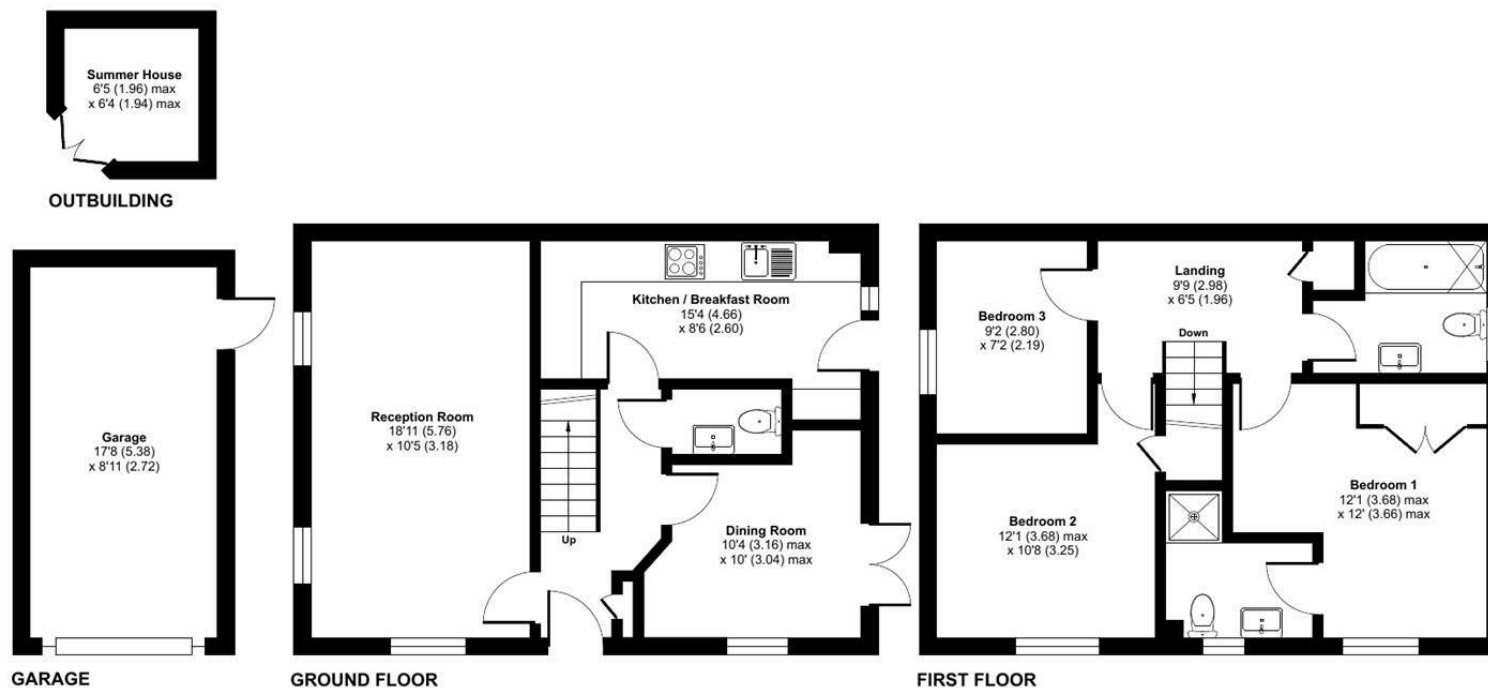 Summer House
6'5 (1.96) max
x 6'4 (1.94) max
OUTBUILDING
Garage
17'8 (5.38)
x 8'11 (2.72)
GARAGE
Reception Room
18'11 (5.76)
x 10'5 (3.18)
Kitchen / Breakfast Room
15'4 (4.66)
x 8'6 (2.60)
Up
Dining Room
10'4 (3.16) max
x 10' (3.04) max
GROUND FLOOR
Bedroom 3
9'2 (2.80)
x 7'2 (2.19)
Landing
9'9 (2.98)
x 6'5 (1.96)
Down
Bedroom 2
12'1 (3.68) max
x 10'8 (3.25)
Bedroom 1
12'1 (3.68) max
x 12' (3.66) max
FIRST FLOOR